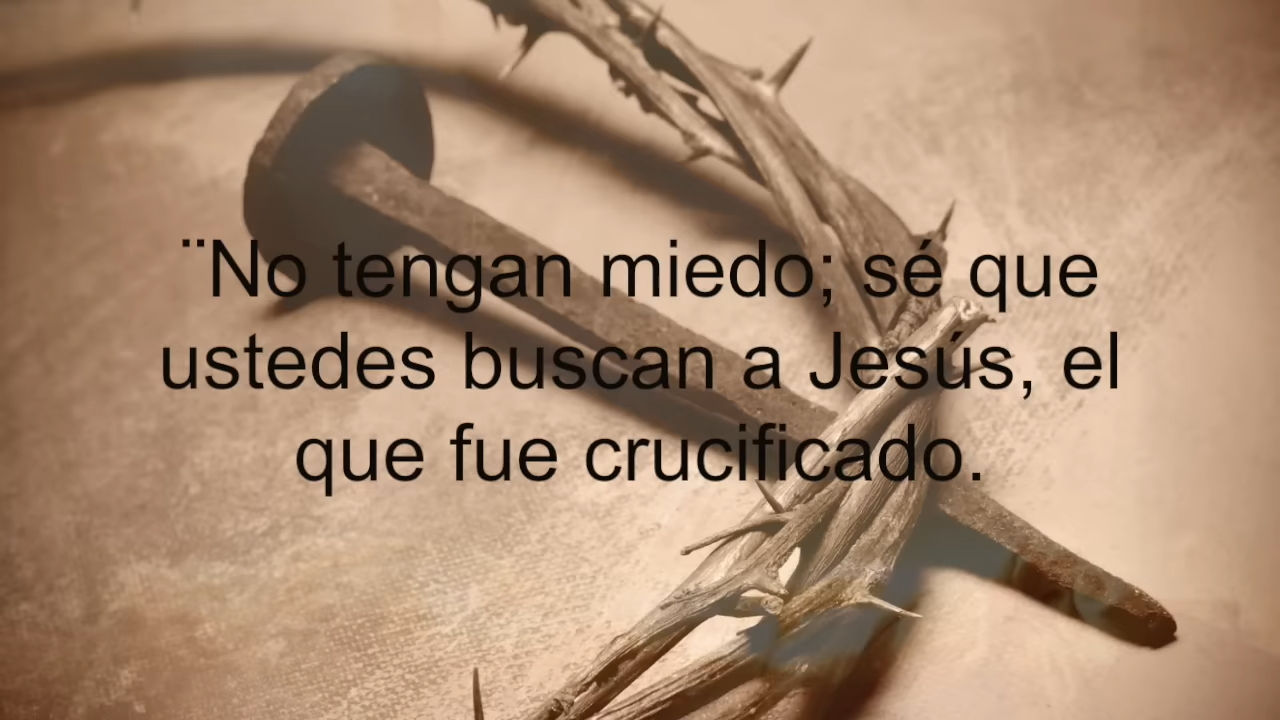 ¨No tengan miedo; sé que
ustedes buscan a Jesús, el
que fue crucificado.